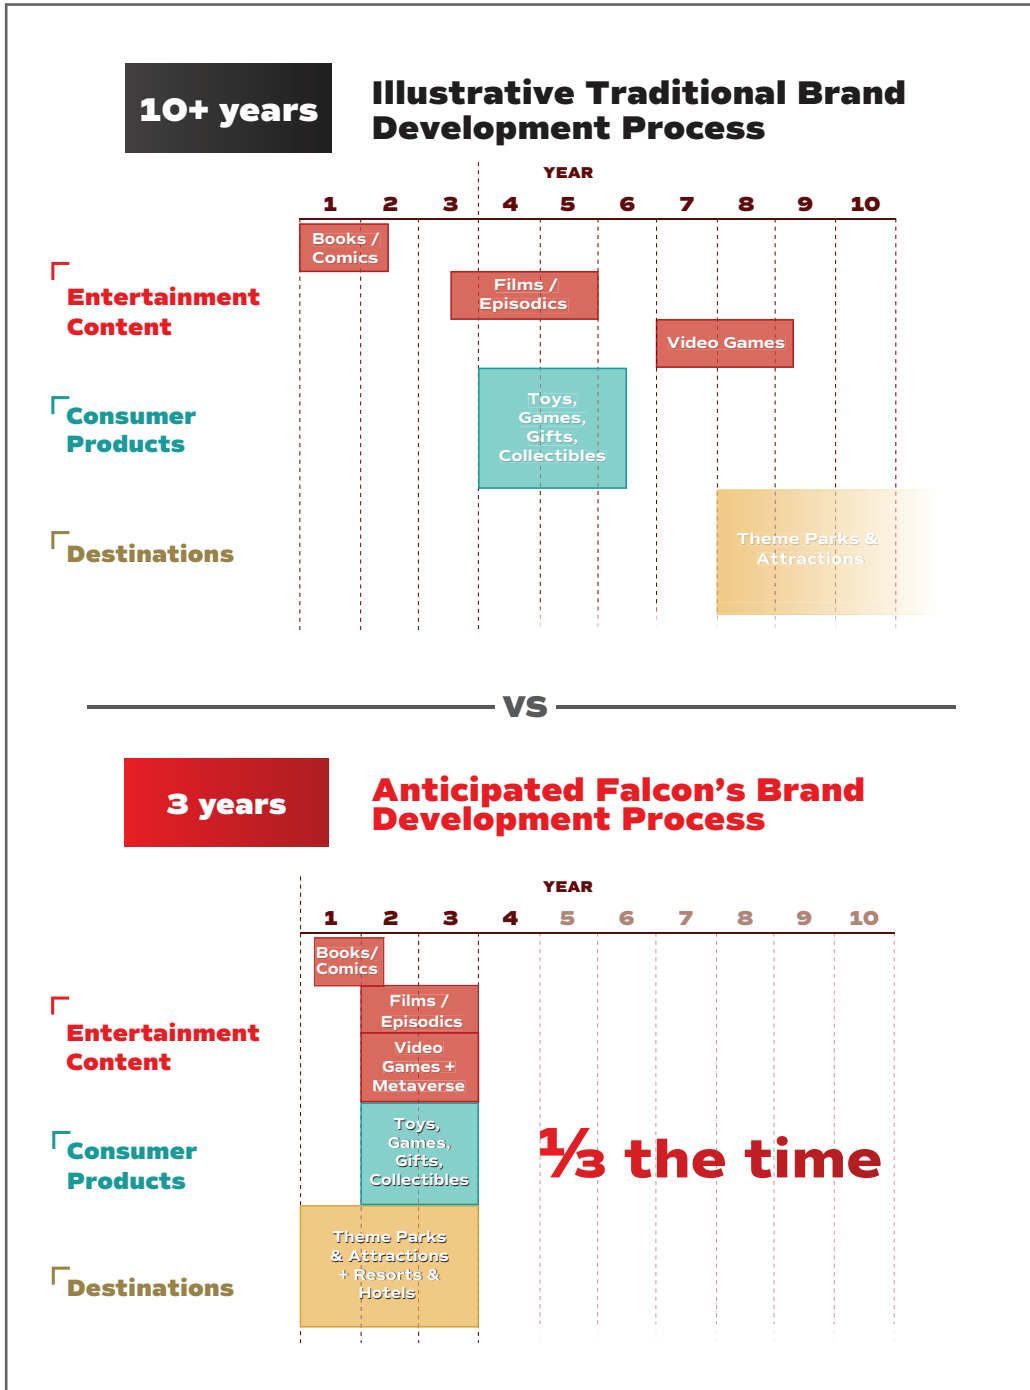 10+ years
Illustrative Traditional Brand
Development Process
YEAR
1 2 3 4 5 6 7 8 9 10
Books /
Comics
Entertainment
Content
Films /
Episodics
Video Games
Consumer
Products
Toys,
Games,
Gifts,
Collectibles
Destinations
Theme Parks &
Attractions
VS
3 years
Anticipated Falcon’s Brand
Development Process
YEAR
1 2 3 4 5 6 7 8 9 10
Books/
Comics
Entertainment
Content
Films /
Episodics
Video
Games +
Metaverse
Consumer
Products
Toys,
Games,
Gifts,
Collectibles
⅓ the time
Destinations
Theme Parks
& Attractions
+ Resorts &
Hotels